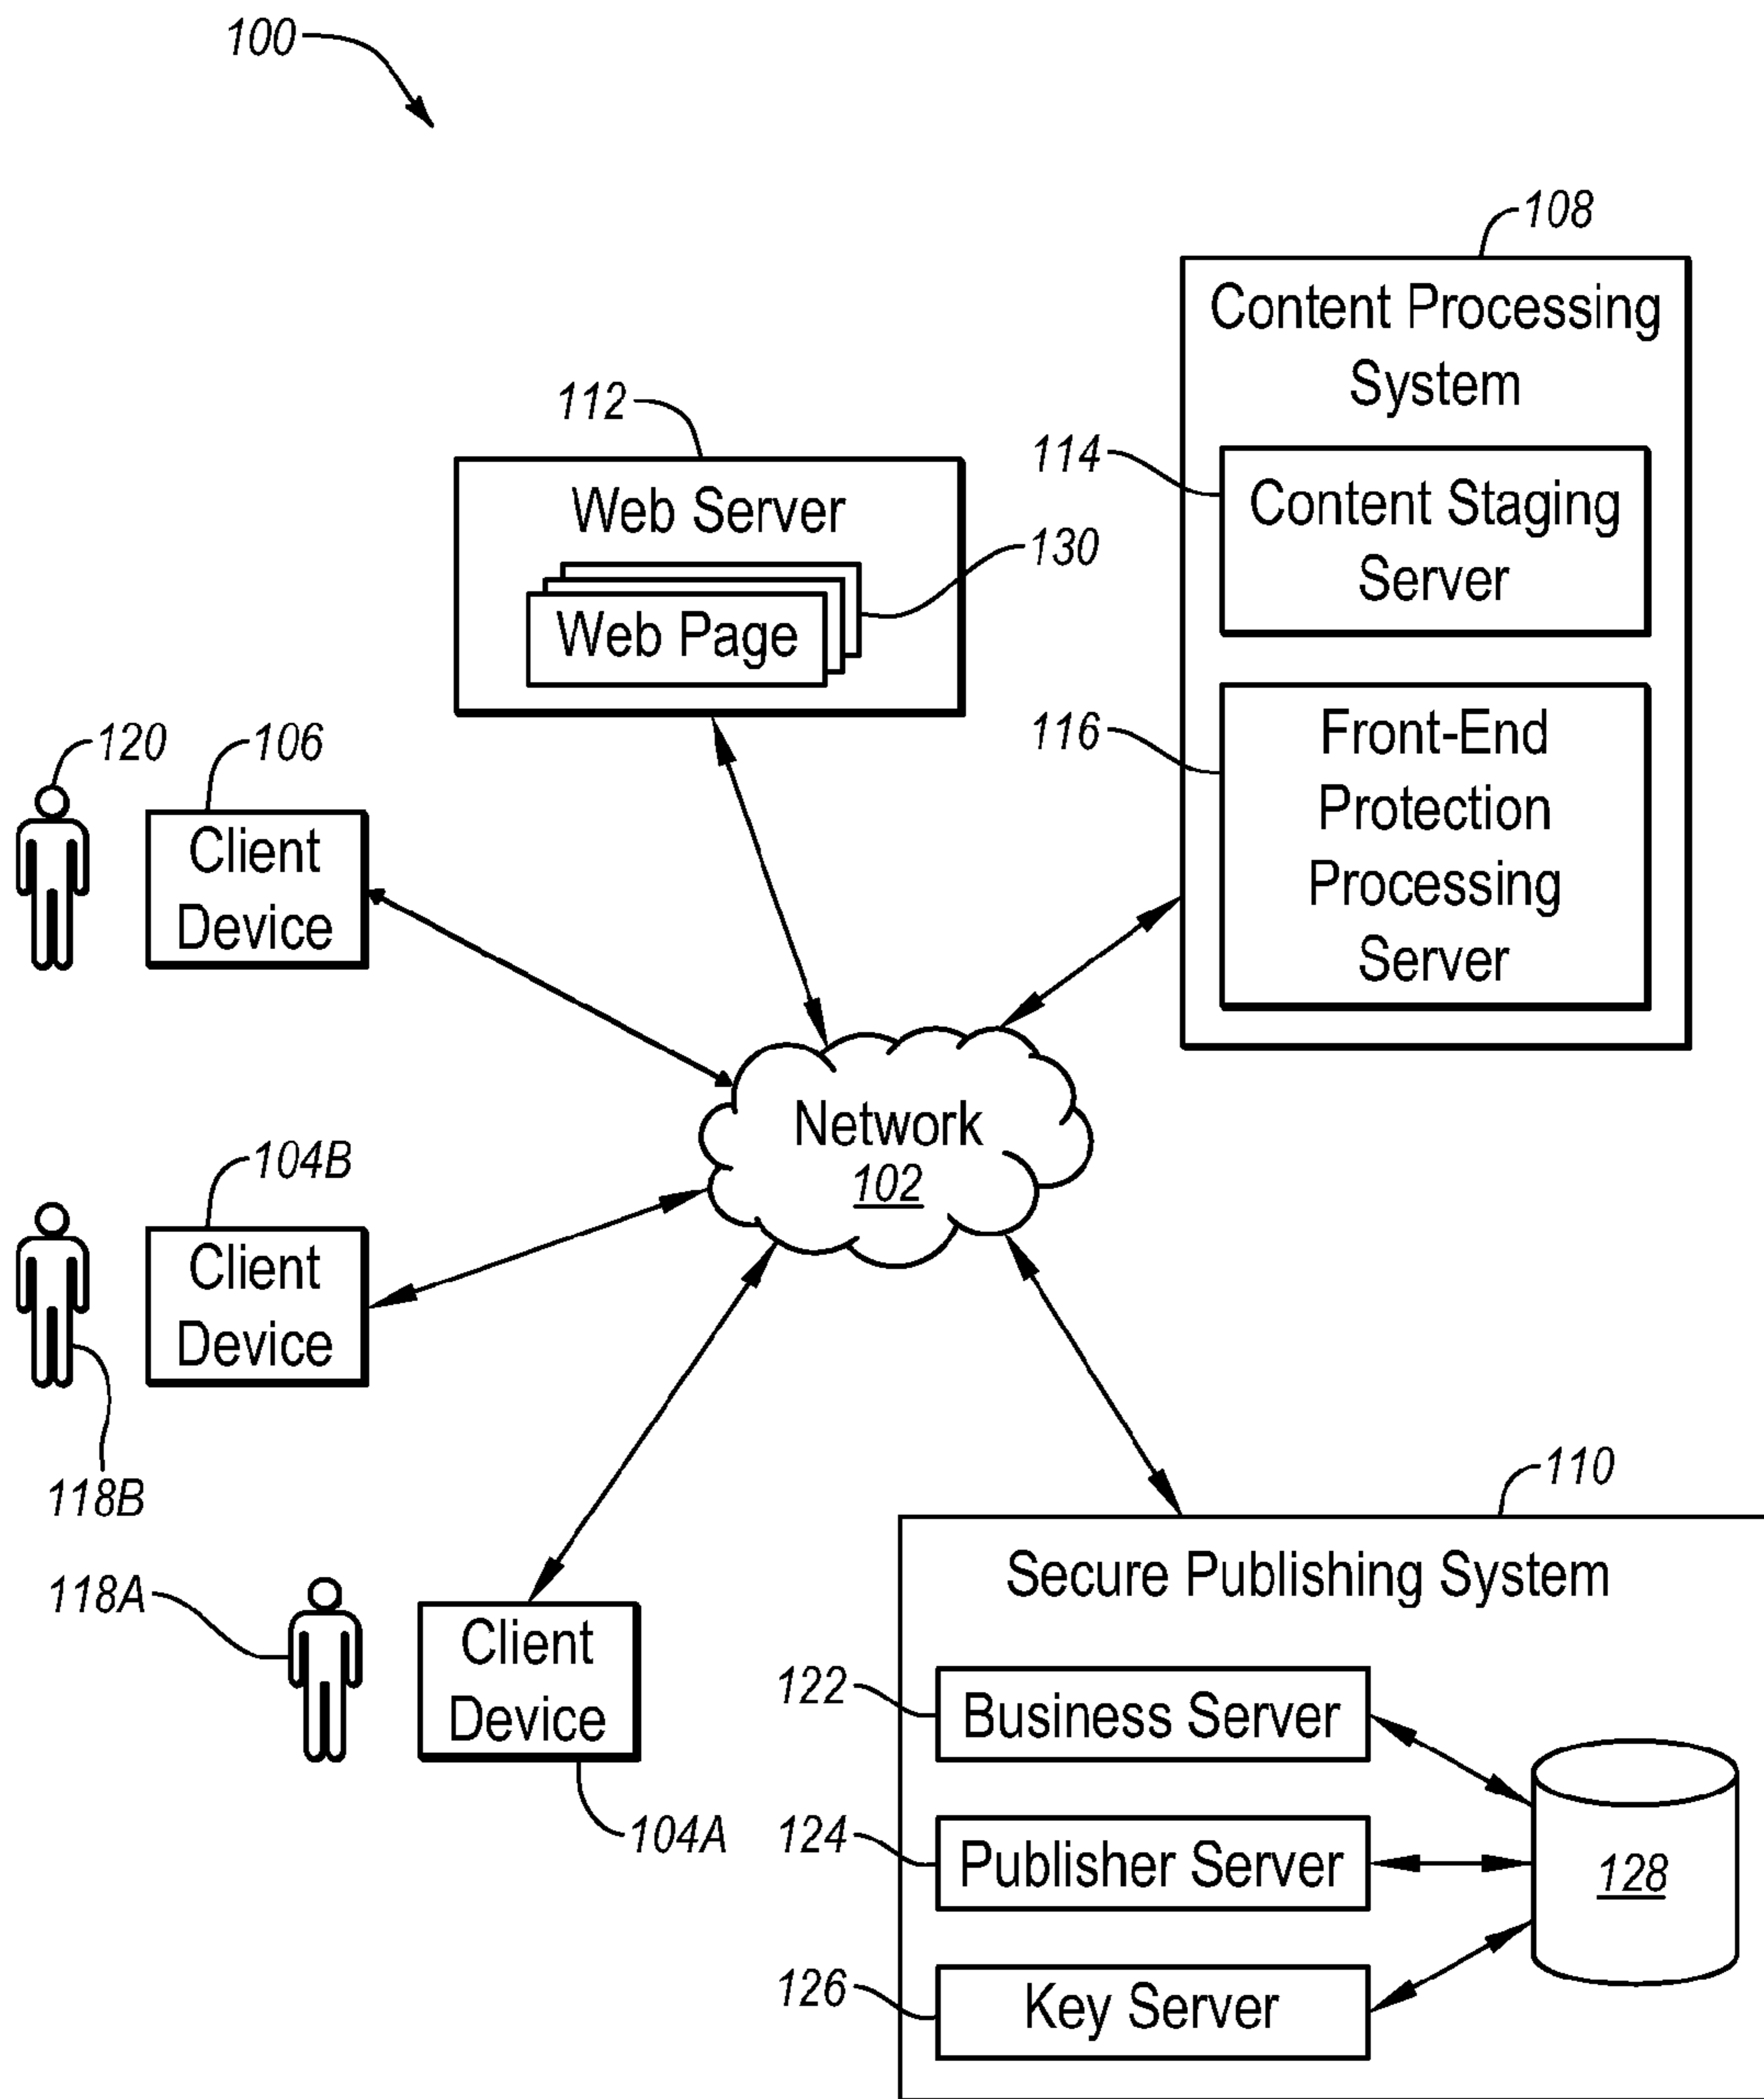 100
108
Content Processing
System
112
114
Content Staging
Server
Web Server
130
Web Page
116
Front-End
Protection
Processing
Server
120
106
Client
Device
Network
102
104B
Client
Device
118B
110
Secure Publishing System
118A
Client
Device
104A
122
Business Server
124
Publisher Server
128
126
Key Server